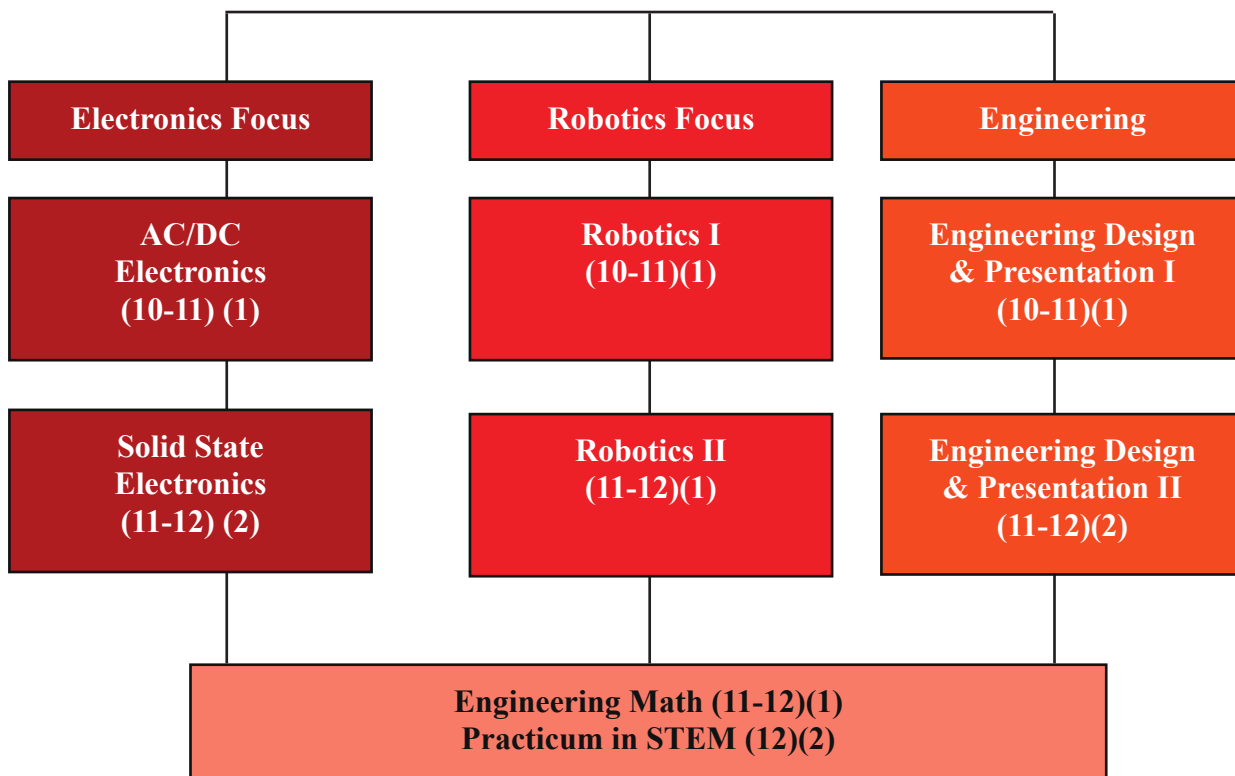 Electronics Focus
Robotics Focus
Engineering
AC/DC
Electronics
(10-11) (1)
Robotics I
(10-11)(1)
Engineering Design
& Presentation I
(10-11)(1)
Solid State
Electronics
(11-12) (2)
Robotics II
(11-12)(1)
Engineering Design
& Presentation II
(11-12)(2)
Engineering Math (11-12)(1)
Practicum in STEM (12)(2)